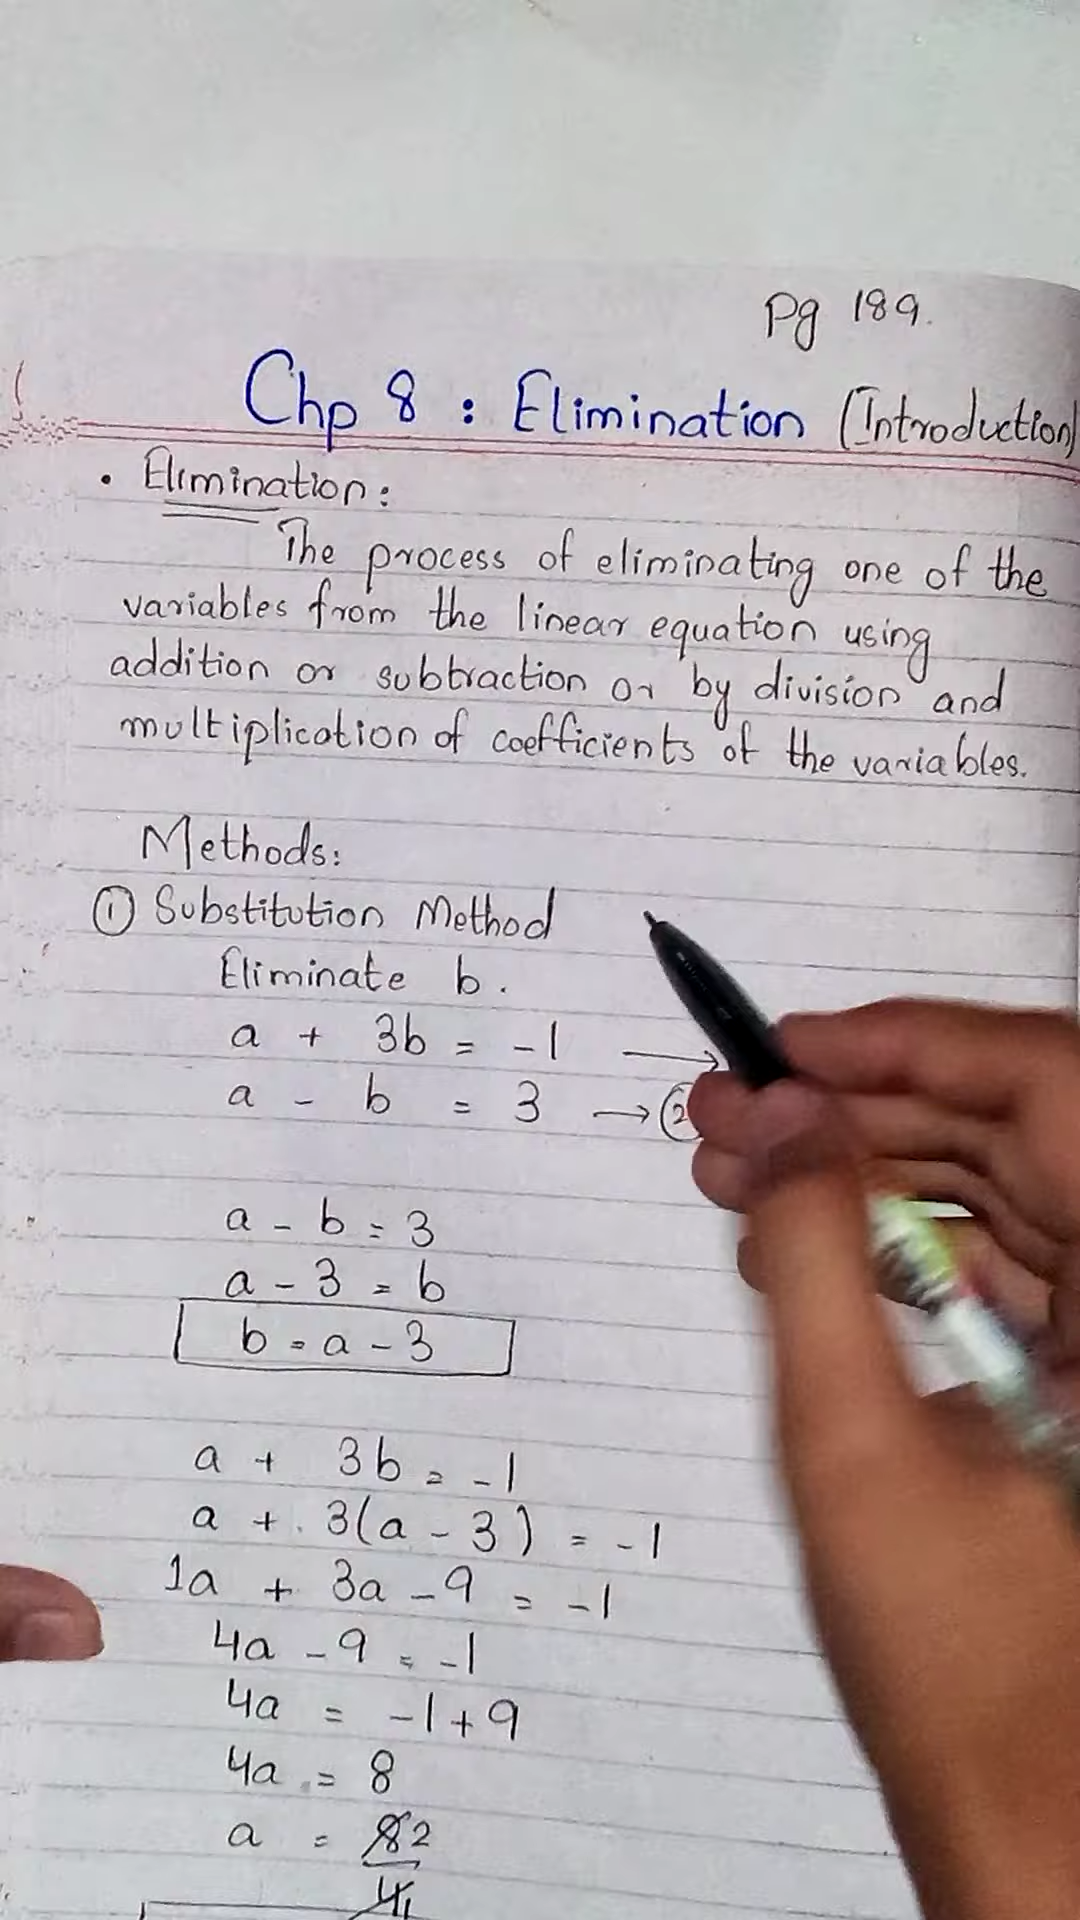 Pg 189.
Chp 8 : Elimination (Introduction)
• Elimination:
The process of eliminating one of the
variables from the linear equation using
addition or subtraction or by division and
multiplication of coefficients of the variables.
Methods:
① Substitution Method
Eliminate b.
a + 3b = -1 →
a - b = 3 → ②
a - b = 3
a - 3 = b
b = a - 3
a + 3b = -1
a + 3(a - 3) = -1
1a + 3a - 9 = -1
4a - 9 = -1
4a = -1 + 9
4a = 8
a = 8 2
4 1